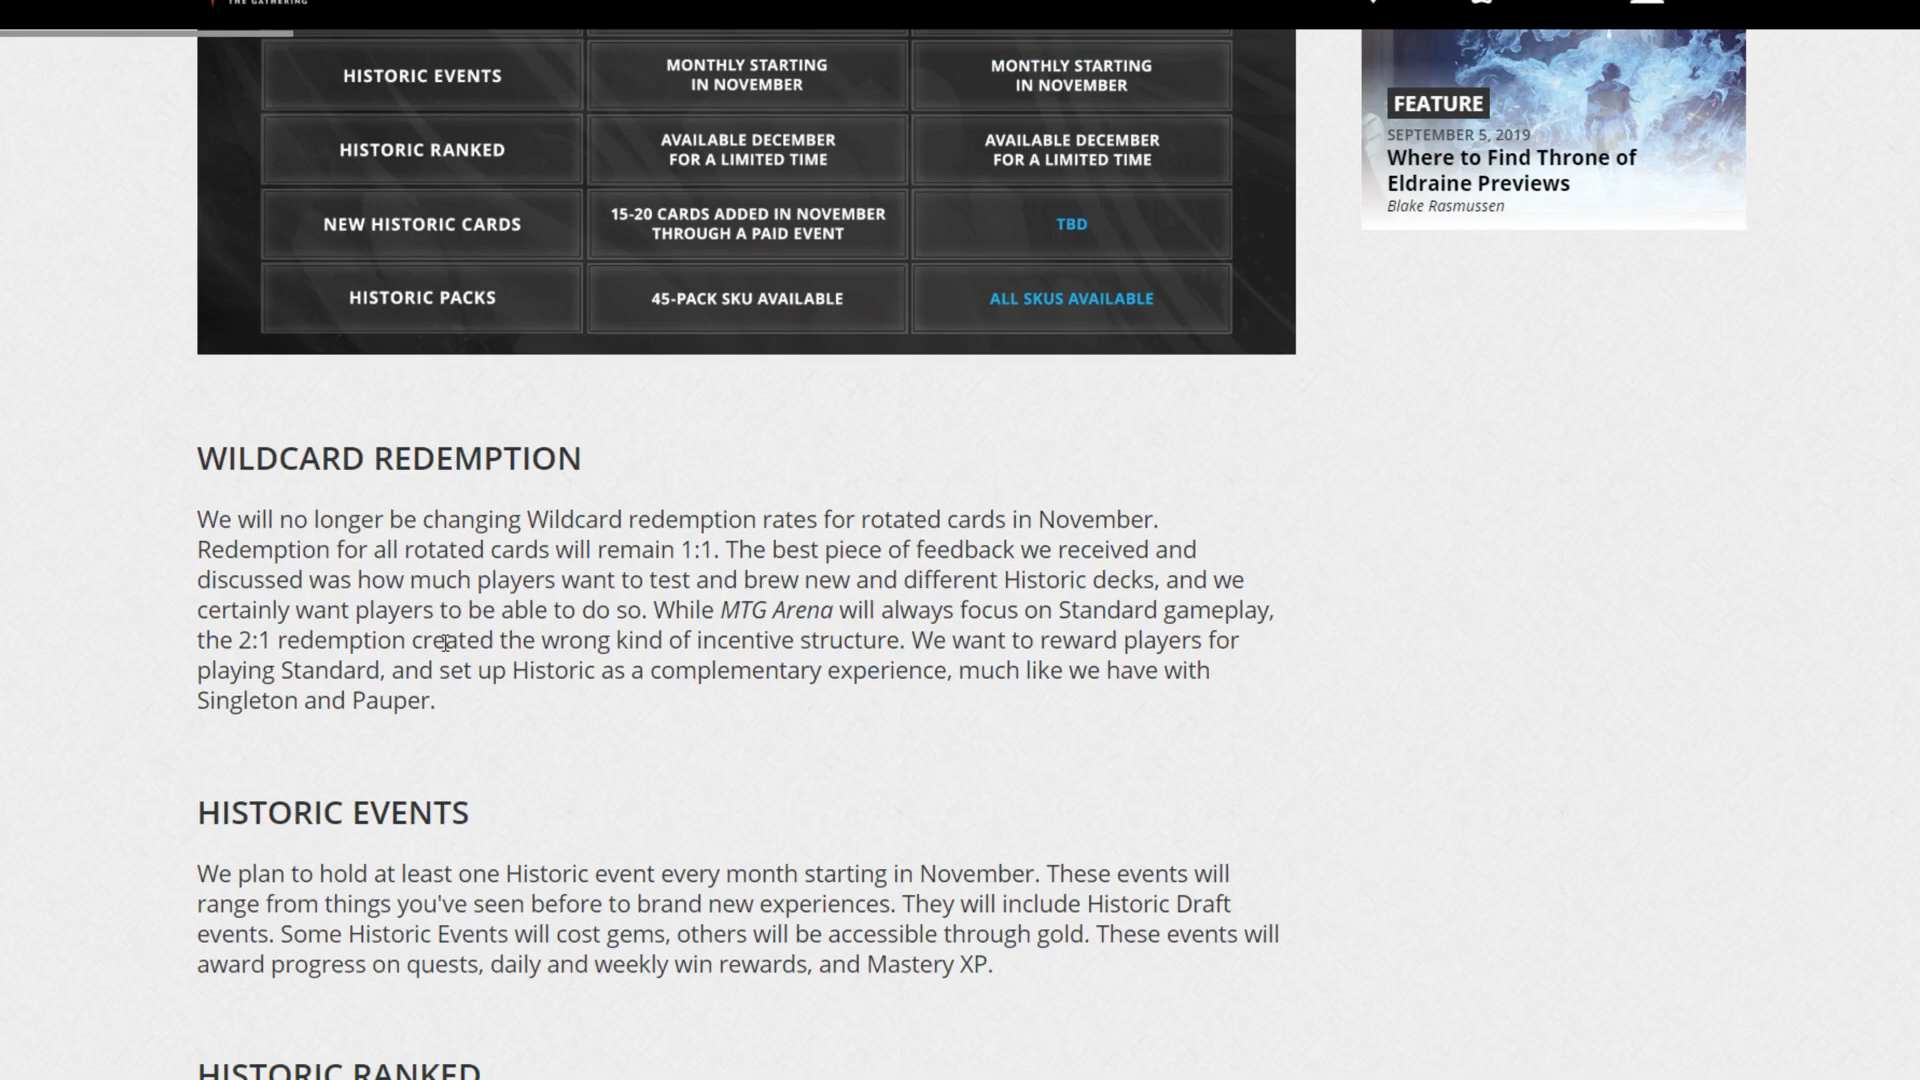 THE GATHERING
HISTORIC EVENTS
MONTHLY STARTING
IN NOVEMBER
MONTHLY STARTING
IN NOVEMBER
HISTORIC RANKED
AVAILABLE DECEMBER
FOR A LIMITED TIME
AVAILABLE DECEMBER
FOR A LIMITED TIME
NEW HISTORIC CARDS
15-20 CARDS ADDED IN NOVEMBER
THROUGH A PAID EVENT
TBD
HISTORIC PACKS
45-PACK SKU AVAILABLE
ALL SKUS AVAILABLE
FEATURE
SEPTEMBER 5, 2019
Where to Find Throne of
Eldraine Previews
Blake Rasmussen
WILDCARD REDEMPTION
We will no longer be changing Wildcard redemption rates for rotated cards in November.
Redemption for all rotated cards will remain 1:1. The best piece of feedback we received and
discussed was how much players want to test and brew new and different Historic decks, and we
certainly want players to be able to do so. While MTG Arena will always focus on Standard gameplay,
the 2:1 redemption created the wrong kind of incentive structure. We want to reward players for
playing Standard, and set up Historic as a complementary experience, much like we have with
Singleton and Pauper.
HISTORIC EVENTS
We plan to hold at least one Historic event every month starting in November. These events will
range from things you've seen before to brand new experiences. They will include Historic Draft
events. Some Historic Events will cost gems, others will be accessible through gold. These events will
award progress on quests, daily and weekly win rewards, and Mastery XP.
HISTORIC RANKED